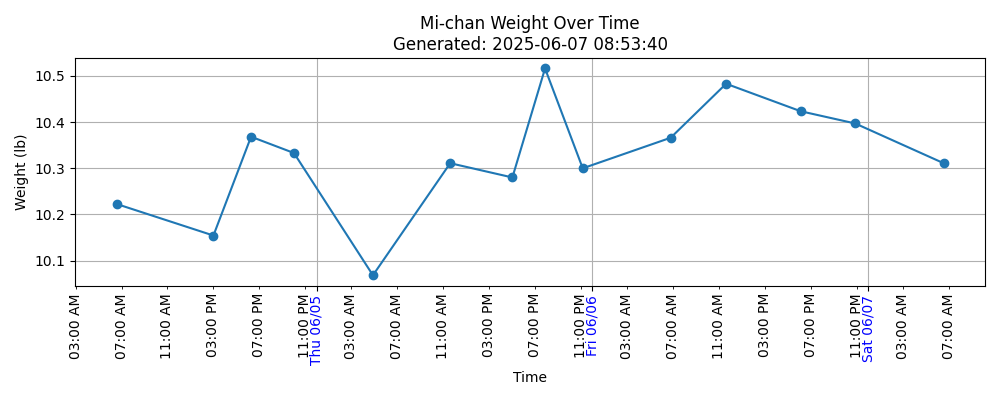 Mi-chan Weight Over Time
Generated: 2025-06-07 08:53:40
Weight (lb)
10.5
10.4
10.3
10.2
10.1
03:00 AM
07:00 AM
11:00 AM
03:00 PM
07:00 PM
11:00 PM
Thu 06/05
03:00 AM
07:00 AM
11:00 AM
03:00 PM
07:00 PM
11:00 PM
Fri 06/06
03:00 AM
07:00 AM
11:00 AM
03:00 PM
07:00 PM
11:00 PM
Sat 06/07
03:00 AM
07:00 AM
Time